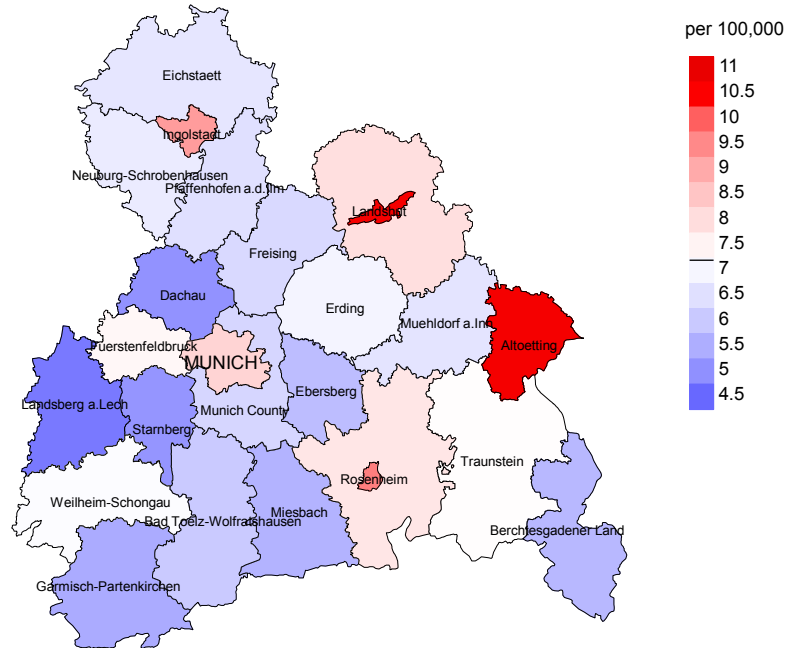 per 100,000
11
10.5
10
9.5
9
8.5
8
7.5
7
6.5
6
5.5
5
4.5
Eichstaett
Ingolstadt
Neuburg-Schrobenhausen
Pfaffenhofen a.d.Ilm
Landshut
Freising
Dachau
Erding
Muehldorf a.Inn
Altoetting
Fuerstenfeldbruck
MUNICH
Ebersberg
Landsberg a.Lech
Munich County
Starnberg
Traunstein
Rosenheim
Weilheim-Schongau
Miesbach
Bad Toelz-Wolfratshausen
Berchtesgadener Land
Garmisch-Partenkirchen